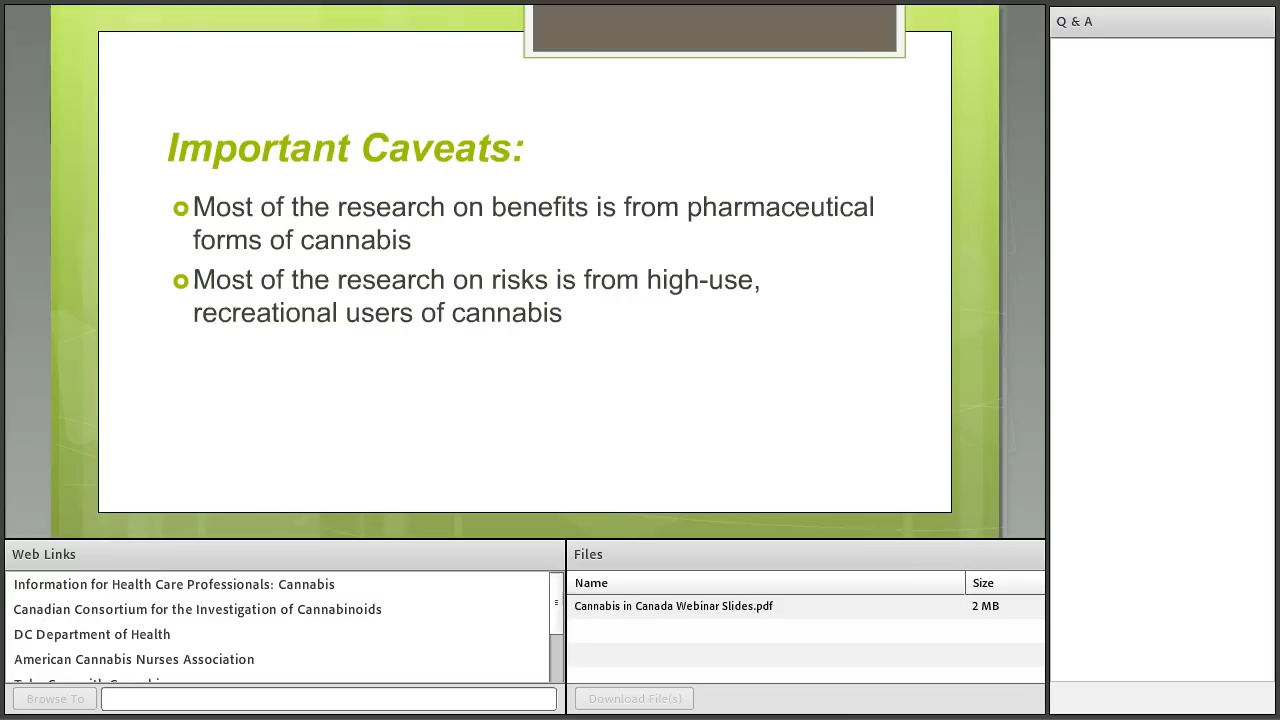 Q & A
Important Caveats:
Most of the research on benefits is from pharmaceutical
forms of cannabis
Most of the research on risks is from high-use,
recreational users of cannabis
Web Links
Information for Health Care Professionals: Cannabis
Canadian Consortium for the Investigation of Cannabinoids
DC Department of Health
American Cannabis Nurses Association
Browse To
Files
Name Size
Cannabis in Canada Webinar Slides.pdf 2 MB
Download File(s)